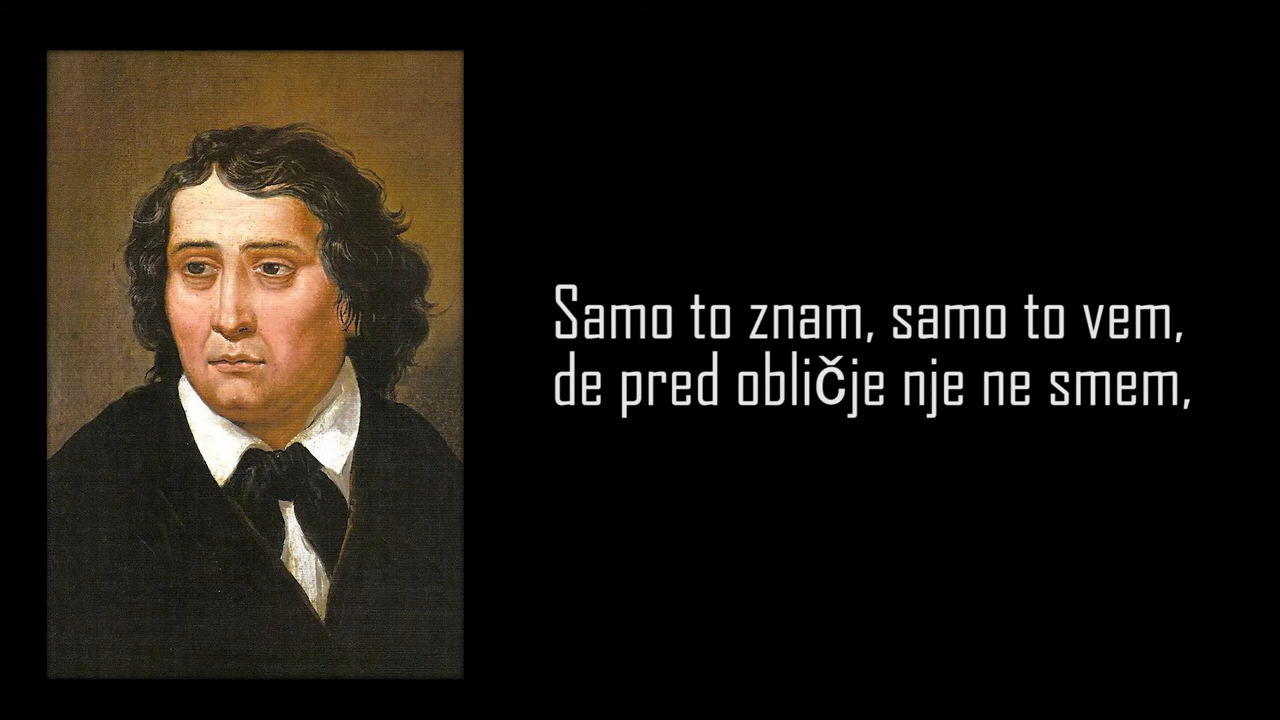 Samo to znam, samo to vem,
de pred obličje nje ne smem,